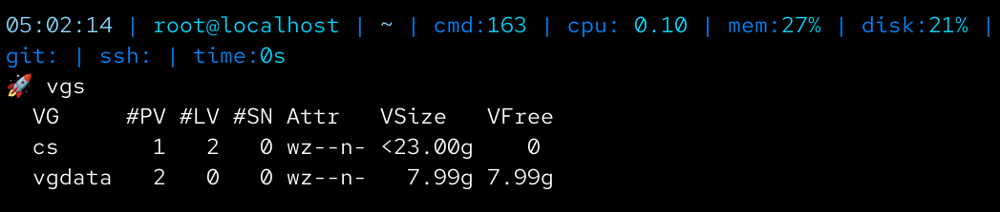 05:02:14 | root@localhost | ~ | cmd:163 | cpu: 0.10 | mem:27% | disk:21% |
git: | ssh: | time:0s
🚀 vgs
VG #PV #LV #SN Attr VSize VFree
cs 1 2 0 wz--n- <23.00g 0
vgdata 2 0 0 wz--n- 7.99g 7.99g